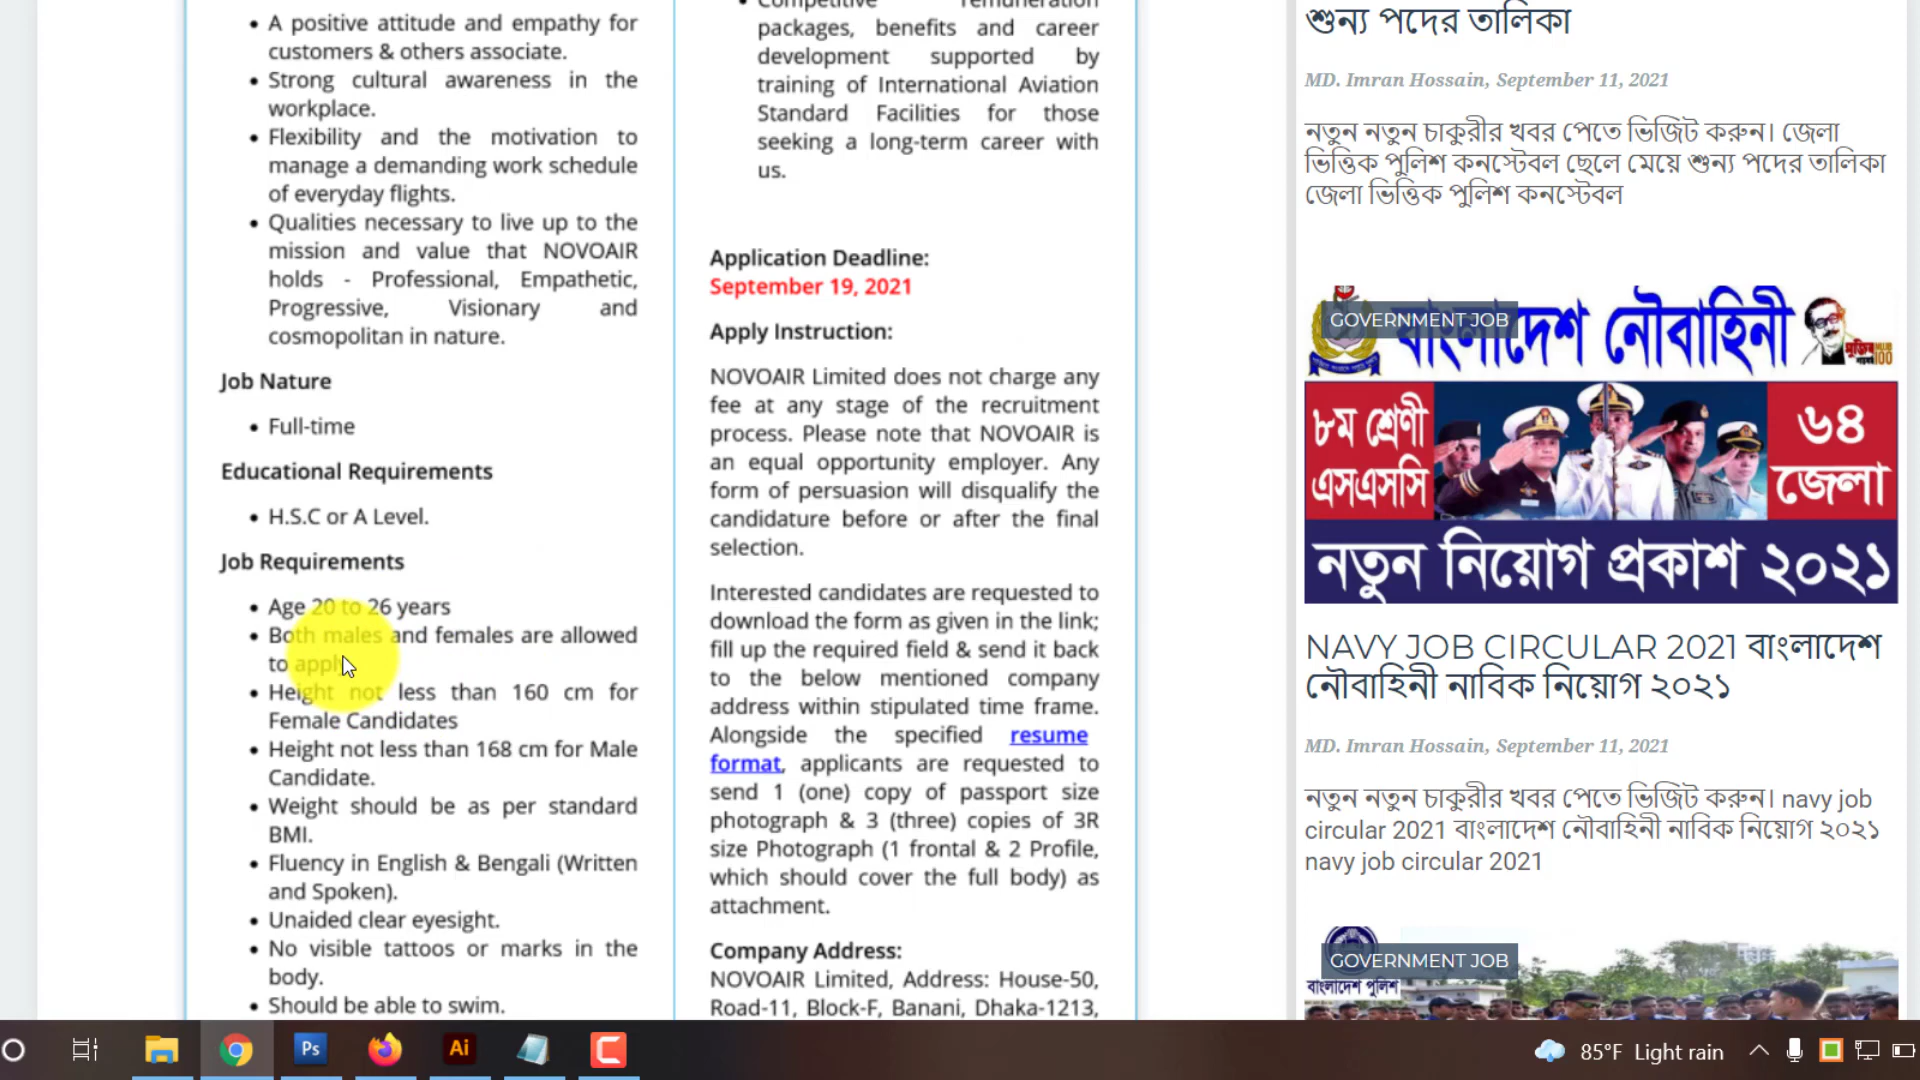 A positive attitude and empathy for
customers & others associate.
Strong cultural awareness in the
workplace.
Flexibility and the motivation to
manage a demanding work schedule
of everyday flights.
Qualities necessary to live up to the
mission and value that NOVOAIR
holds - Professional, Empathetic,
Progressive, Visionary and
cosmopolitan in nature.
Job Nature
Full-time
Educational Requirements
H.S.C or A Level.
Job Requirements
Age 20 to 26 years
Both males and females are allowed
to apply
Height not less than 160 cm for
Female Candidates
Height not less than 168 cm for Male
Candidate.
Weight should be as per standard
BMI.
Fluency in English & Bengali (Written
and Spoken).
Unaided clear eyesight.
No visible tattoos or marks in the
body.
Should be able to swim.
Competitive remuneration
packages, benefits and career
development supported by
training of International Aviation
Standard Facilities for those
seeking a long-term career with
us.
Application Deadline:
September 19, 2021
Apply Instruction:
NOVOAIR Limited does not charge any
fee at any stage of the recruitment
process. Please note that NOVOAIR is
an equal opportunity employer. Any
form of persuasion will disqualify the
candidature before or after the final
selection.
Interested candidates are requested to
download the form as given in the link;
fill up the required field & send it back
to the below mentioned company
address within stipulated time frame.
Alongside the specified resume
format, applicants are requested to
send 1 (one) copy of passport size
photograph & 3 (three) copies of 3R
size Photograph (1 frontal & 2 Profile,
which should cover the full body) as
attachment.
Company Address:
NOVOAIR Limited, Address: House-50,
Road-11, Block-F, Banani, Dhaka-1213,
শুন্য পদের তালিকা
MD. Imran Hossain, September 11, 2021
নতুন নতুন চাকুরীর খবর পেতে ভিজিট করুন। জেলা
ভিত্তিক পুলিশ কনস্টেবল ছেলে মেয়ে শুন্য পদের তালিকা
জেলা ভিত্তিক পুলিশ কনস্টেবল
GOVERNMENT JOB
বাংলাদেশ নৌবাহিনী
৮ম শ্রেণী
এসএসসি
৬৪
জেলা
নতুন নিয়োগ প্রকাশ ২০২১
NAVY JOB CIRCULAR 2021 বাংলাদেশ
নৌবাহিনী নাবিক নিয়োগ ২০২১
MD. Imran Hossain, September 11, 2021
নতুন নতুন চাকুরীর খবর পেতে ভিজিট করুন। navy job
circular 2021 বাংলাদেশ নৌবাহিনী নাবিক নিয়োগ ২০২১
navy job circular 2021
GOVERNMENT JOB
বাংলাদেশ পুলিশ
Ps
Ai
85°F Light rain